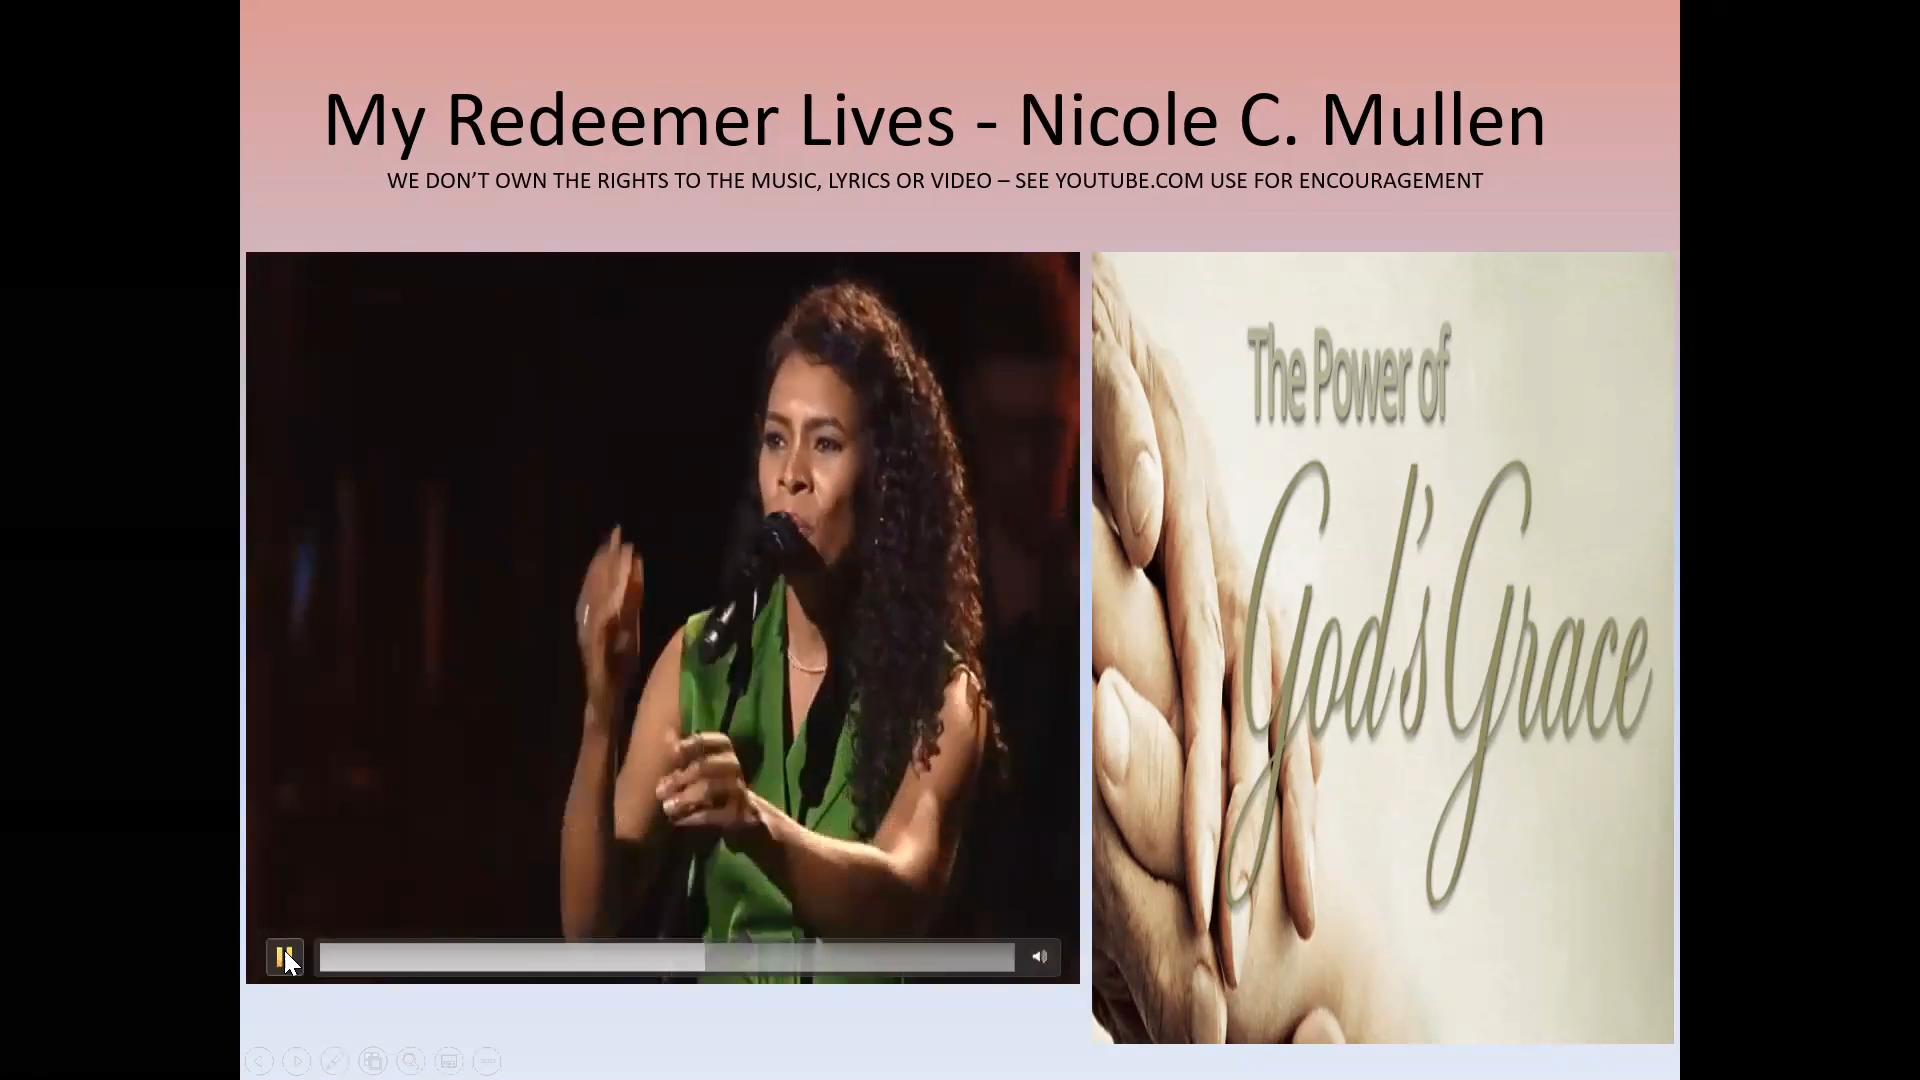 My Redeemer Lives - Nicole C. Mullen
WE DON’T OWN THE RIGHTS TO THE MUSIC, LYRICS OR VIDEO – SEE YOUTUBE.COM USE FOR ENCOURAGEMENT
The Power of
God's Grace